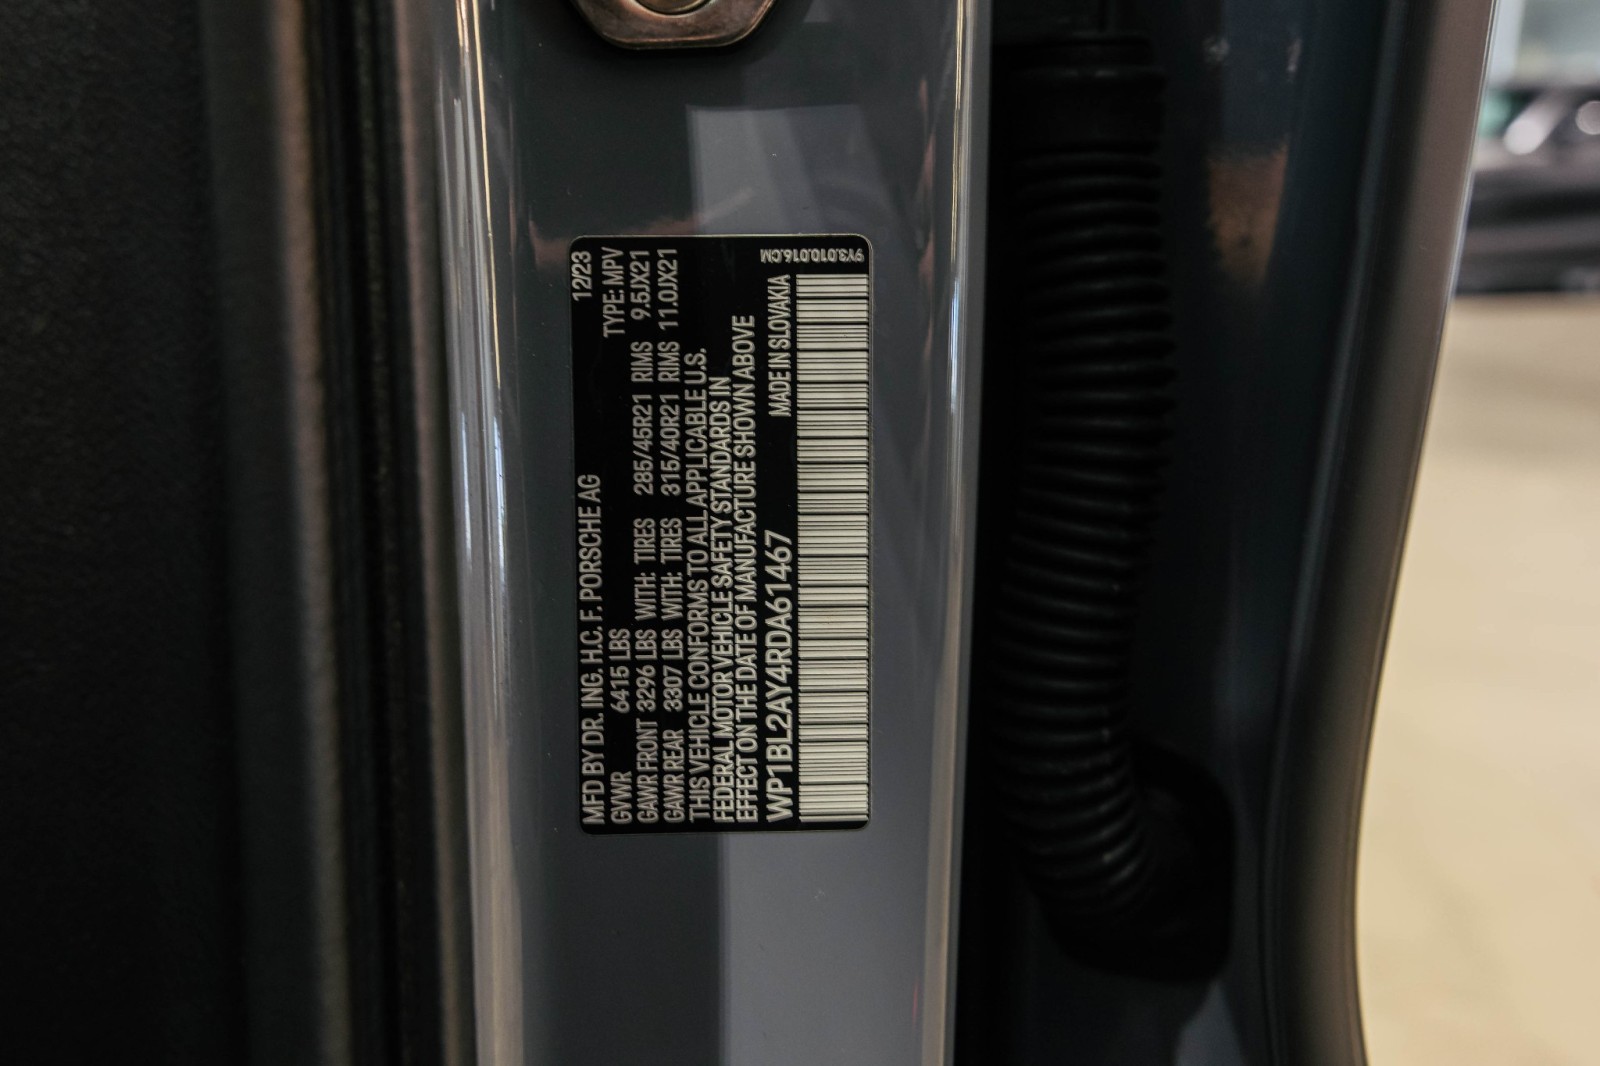 MFD BY DR. ING. H.C. F. PORSCHE AG 12/23
GVWR 6415 LBS TYPE: MPV
GAWR FRONT 3296 LBS WITH: TIRES 285/45R21 RIMS 9.5JX21
GAWR REAR 3307 LBS WITH: TIRES 315/40R21 RIMS 11.0JX21
THIS VEHICLE CONFORMS TO ALL APPLICABLE U.S.
FEDERAL MOTOR VEHICLE SAFETY STANDARDS IN
EFFECT ON THE DATE OF MANUFACTURE SHOWN ABOVE
WP1BL2AY4RDA61467 MADE IN SLOVAKIA
9Y3.010.016.CM